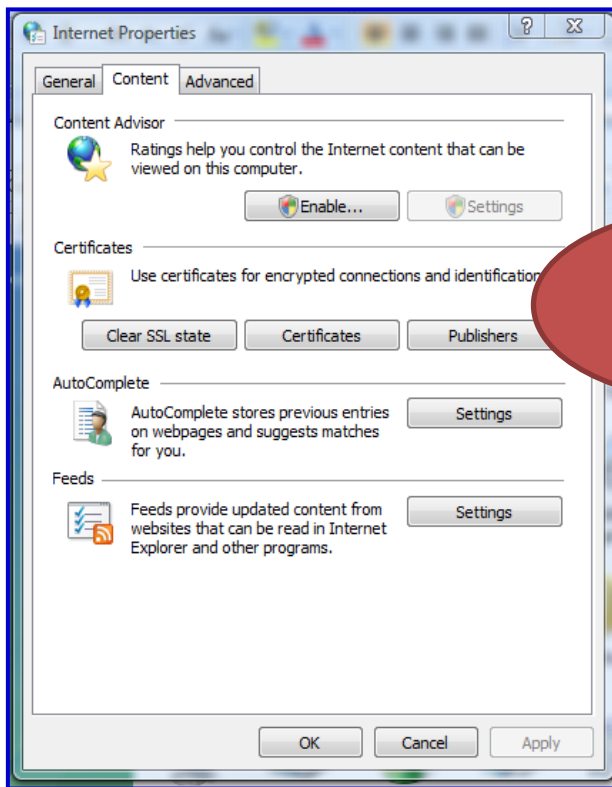 Internet Properties
General Content Advanced
Content Advisor
Ratings help you control the Internet content that can be
viewed on this computer.
Enable... Settings
Certificates
Use certificates for encrypted connections and identification
Clear SSL state Certificates Publishers
AutoComplete
AutoComplete stores previous entries
on webpages and suggests matches
for you.
Settings
Feeds
Feeds provide updated content from
websites that can be read in Internet
Explorer and other programs.
Settings
OK Cancel Apply